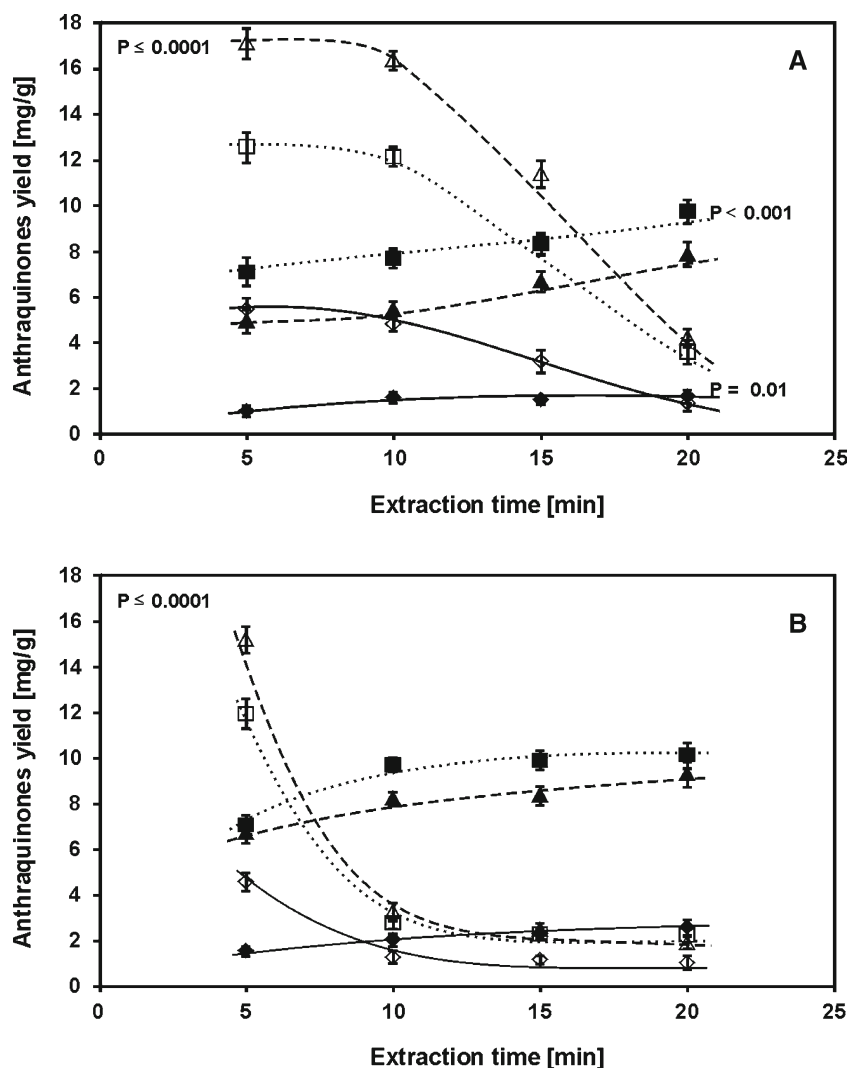 18
16
14
12
10
8
6
4
2
0
Anthraquinones yield [mg/g]
P ≤ 0.0001
A
P < 0.001
P = 0.01
0 5 10 15 20 25
Extraction time [min]
18
16
14
12
10
8
6
4
2
0
Anthraquinones yield [mg/g]
P ≤ 0.0001
B
0 5 10 15 20 25
Extraction time [min]